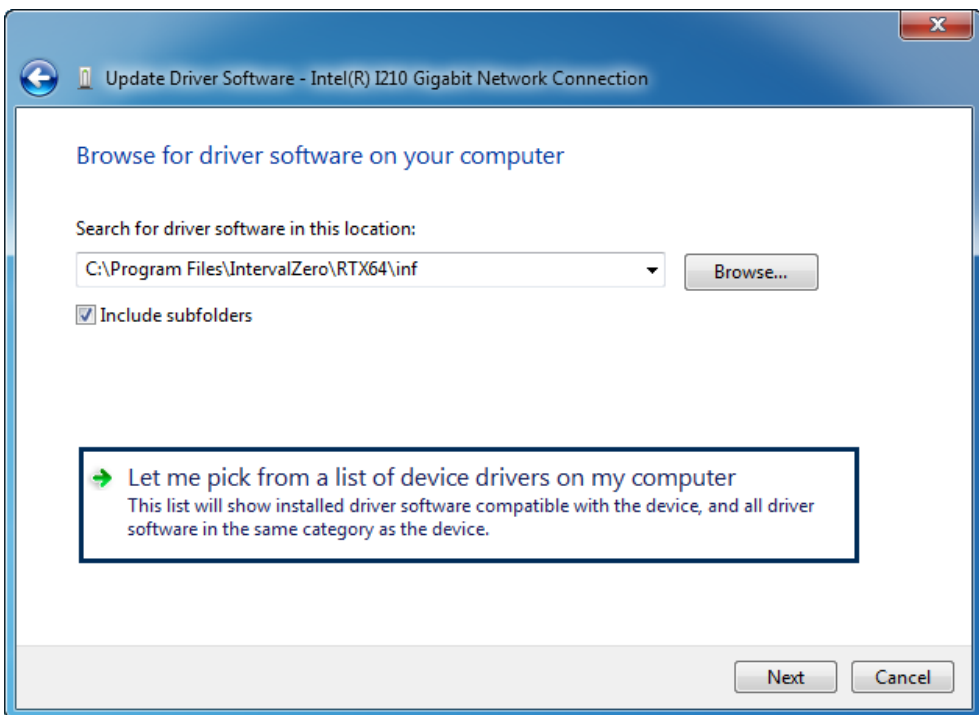 Update Driver Software - Intel(R) I210 Gigabit Network Connection
Browse for driver software on your computer
Search for driver software in this location:
C:\Program Files\IntervalZero\RTX64\inf
Browse...
Include subfolders
Let me pick from a list of device drivers on my computer
This list will show installed driver software compatible with the device, and all driver
software in the same category as the device.
Next
Cancel